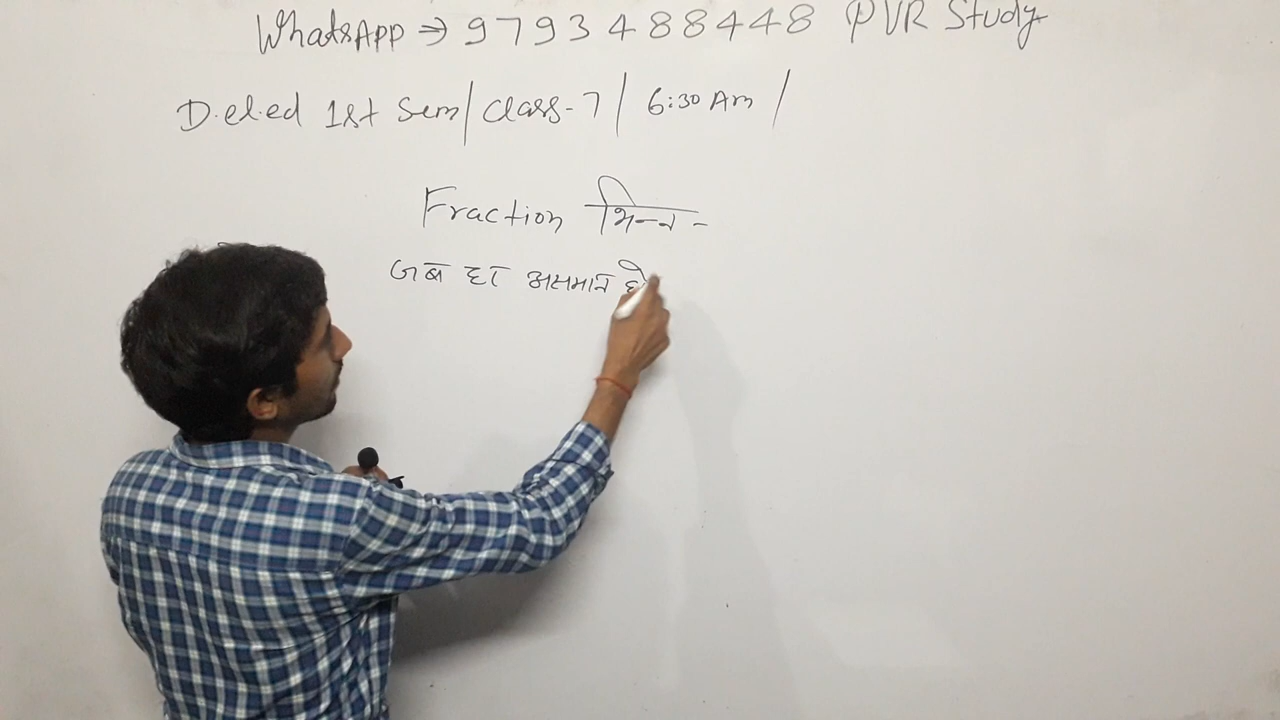 WhatsApp → 9793488448 PVR Study
D.el.ed 1st Sem/Class-7/6:30 Am/
Fraction भिन्न -
जब दा असमान